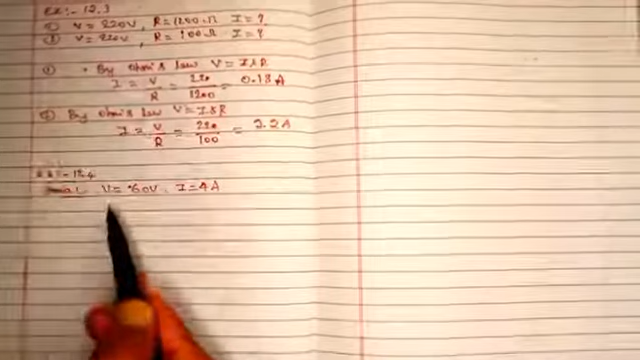 Ex:- 12.3
① V = 220V, R = 1200 Ω I = ?
② V = 220V, R = 100 Ω I = ?
① By Ohm's law V = I×R
I = V/R = 220/1200 = 0.18 A
② By Ohm's law V = I×R
I = V/R = 220/100 = 2.2 A
Ex:- 12.4
V = 60V, I = 4 A